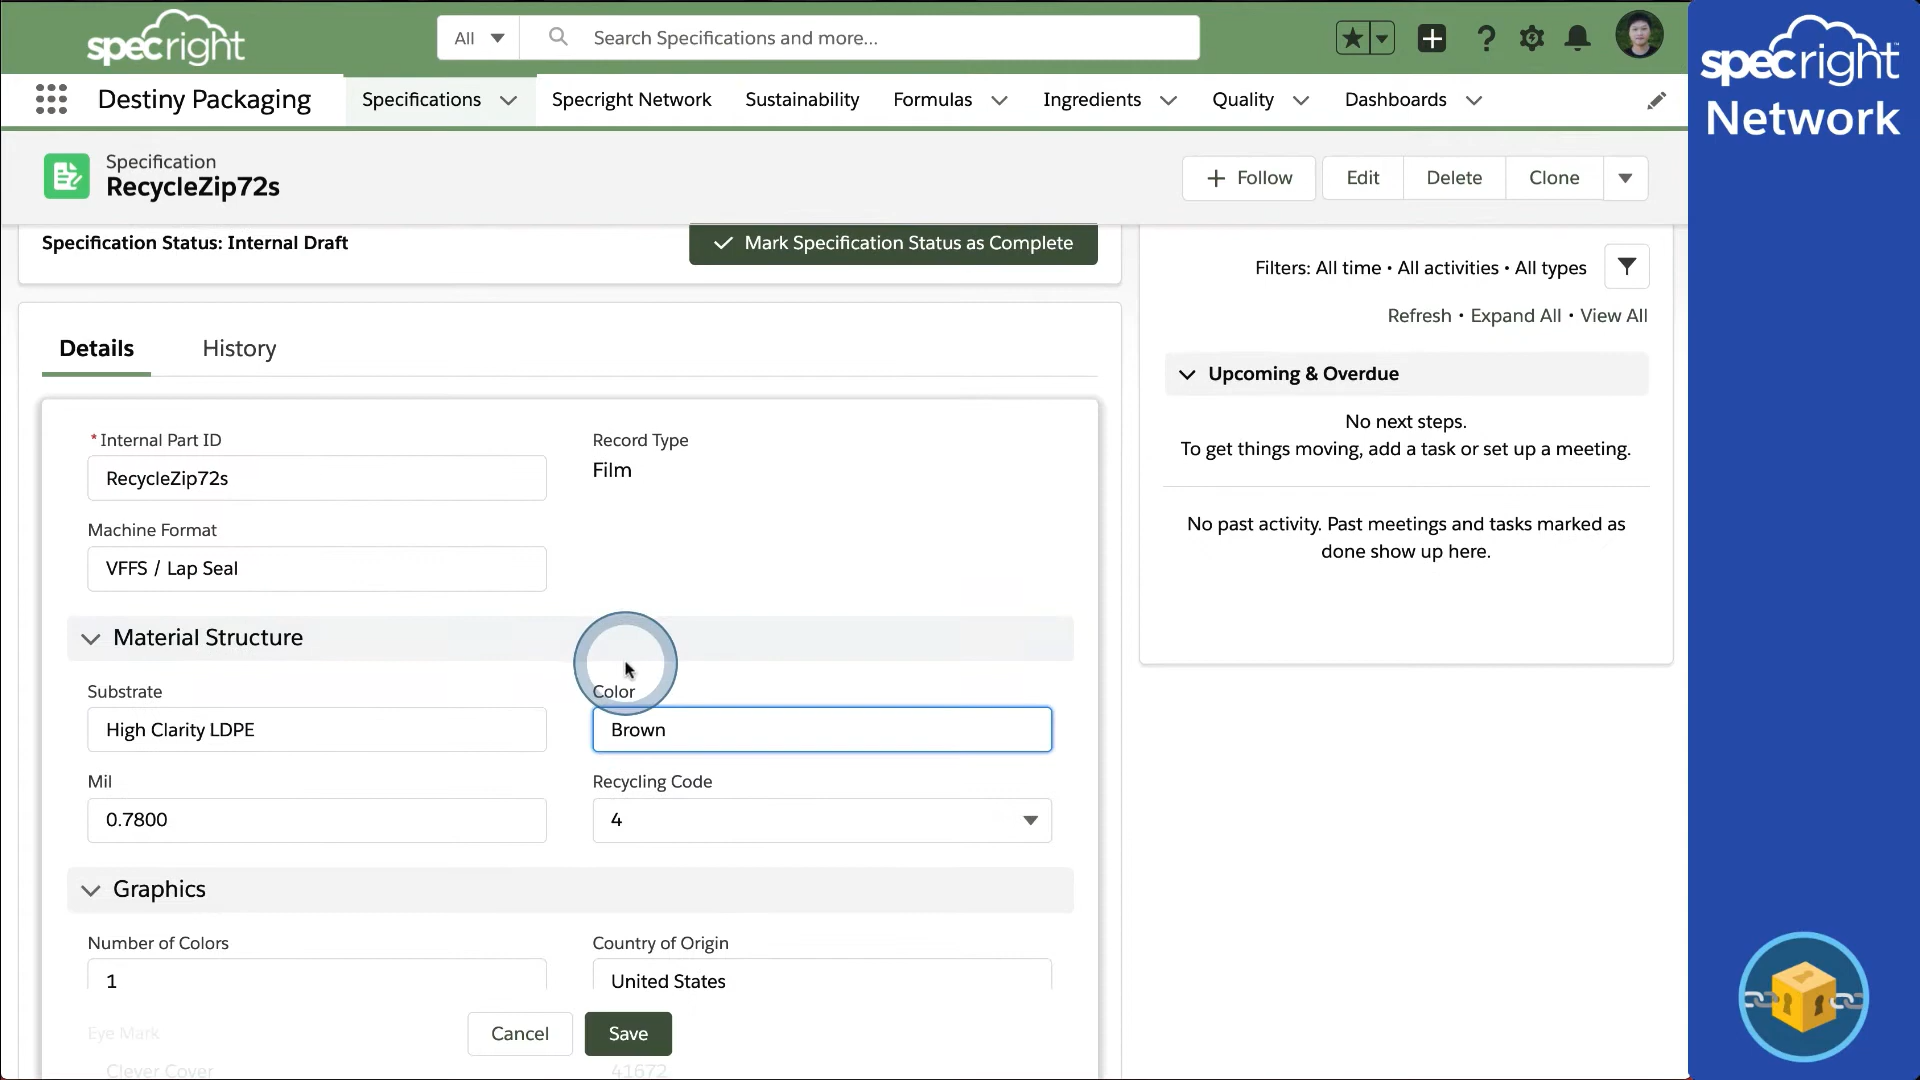 specright
All
Search Specifications and more...
specright
Network
Destiny Packaging
Specifications
Specright Network
Sustainability
Formulas
Ingredients
Quality
Dashboards
Specification
RecycleZip72s
Follow
Edit
Delete
Clone
Specification Status: Internal Draft
Mark Specification Status as Complete
Filters: All time • All activities • All types
Refresh • Expand All • View All
Details
History
Upcoming & Overdue
No next steps.
To get things moving, add a task or set up a meeting.
No past activity. Past meetings and tasks marked as
done show up here.
* Internal Part ID
RecycleZip72s
Record Type
Film
Machine Format
VFFS / Lap Seal
Material Structure
Substrate
High Clarity LDPE
Color
Brown
Mil
0.7800
Recycling Code
4
Graphics
Number of Colors
1
Country of Origin
United States
Eye Mark
Cancel
Save
Clever Cover
41672